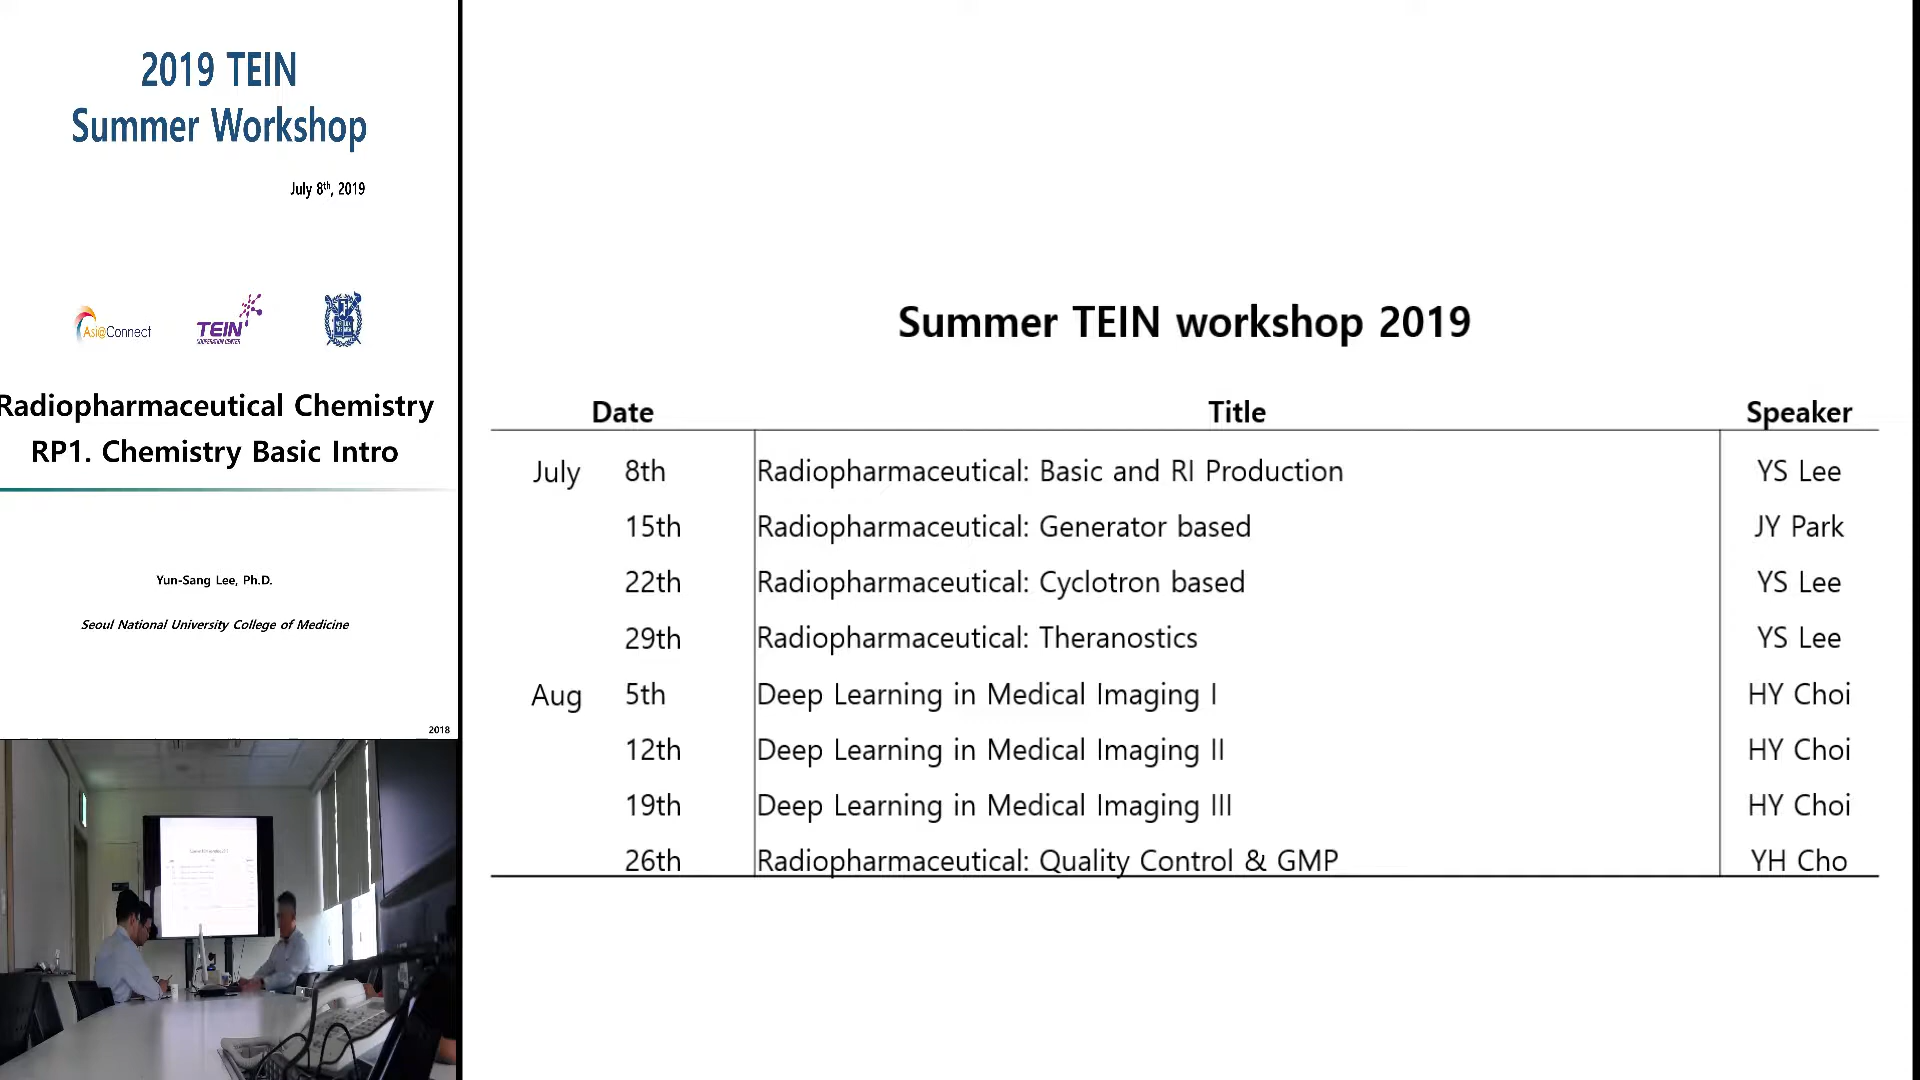 2019 TEIN
Summer Workshop
July 8th, 2019
Asi@Connect
TEIN
COOPERATION CENTER
Radiopharmaceutical Chemistry
RP1. Chemistry Basic Intro
Yun-Sang Lee, Ph.D.
Seoul National University College of Medicine
2018
Summer TEIN workshop 2019
Date Title Speaker
July 8th Radiopharmaceutical: Basic and RI Production YS Lee
15th Radiopharmaceutical: Generator based JY Park
22th Radiopharmaceutical: Cyclotron based YS Lee
29th Radiopharmaceutical: Theranostics YS Lee
Aug 5th Deep Learning in Medical Imaging I HY Choi
12th Deep Learning in Medical Imaging II HY Choi
19th Deep Learning in Medical Imaging III HY Choi
26th Radiopharmaceutical: Quality Control & GMP YH Cho